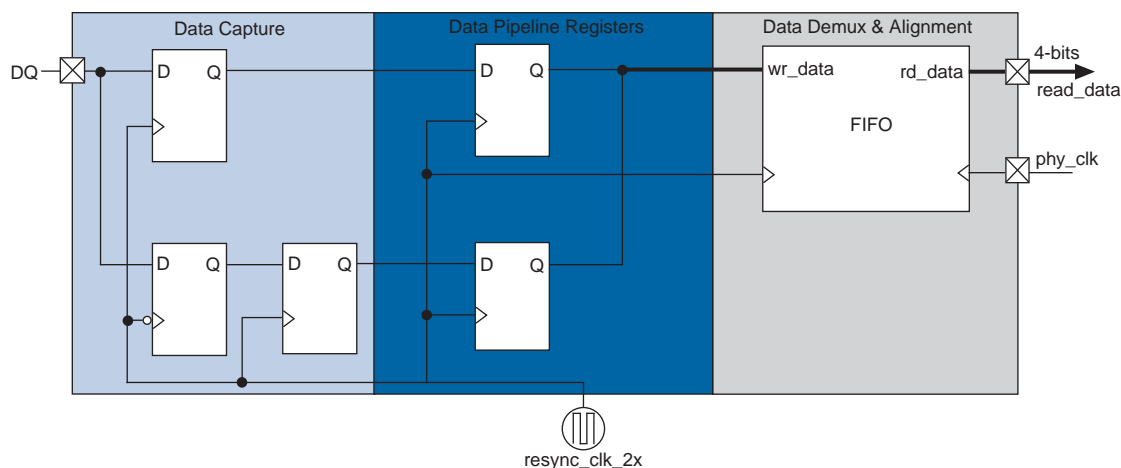 Data Capture
Data Pipeline Registers
Data Demux & Alignment
DQ
D Q
D Q
wr_data
rd_data
4-bits
read_data
FIFO
phy_clk
D Q
D Q
D Q
resync_clk_2x